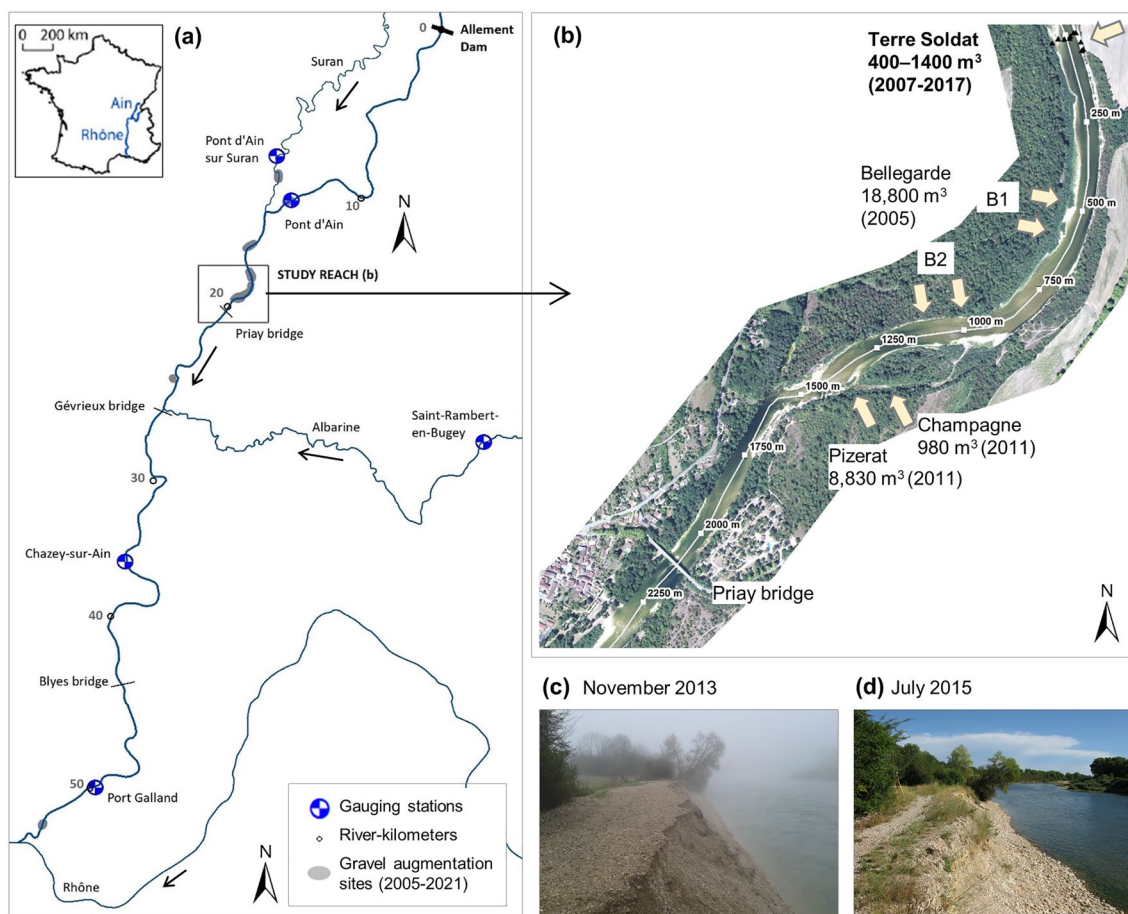 0 200 km
Ain
Rhône
(a)
0
Allement
Dam
Suran
Pont d'Ain
sur Suran
10
N
Pont d'Ain
STUDY REACH (b)
20
Priay bridge
Gévrieux bridge
Saint-Rambert-
en-Bugey
Albarine
30
Chazey-sur-Ain
40
Blyes bridge
50
Port Galland
Rhône
N
Gauging stations
River-kilometers
Gravel augmentation
sites (2005-2021)
(b)
Terre Soldat
400–1400 m³
(2007-2017)
250 m
Bellegarde
18,800 m³
(2005)
B1
500 m
B2
750 m
1000 m
1250 m
1500 m
Champagne
980 m³ (2011)
Pizerat
8,830 m³ (2011)
1750 m
2000 m
Priay bridge
2250 m
N
(c) November 2013
(d) July 2015